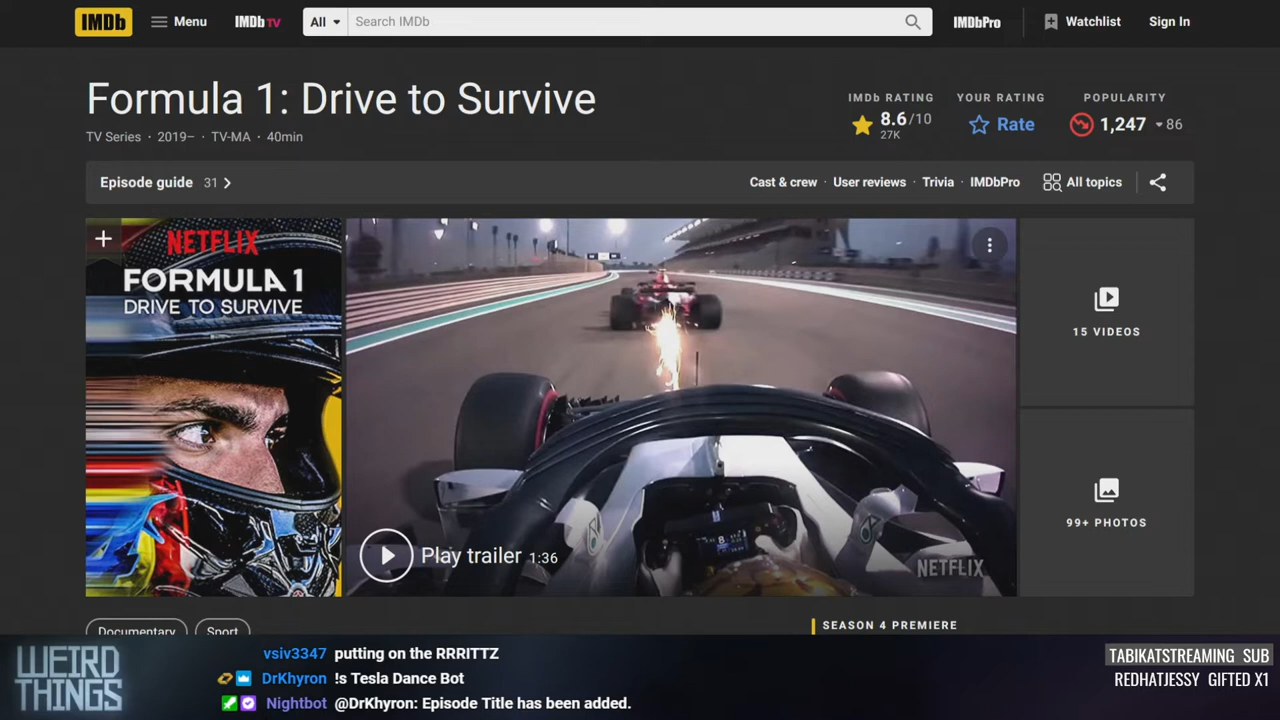 IMDb
Menu
IMDb TV
All
Search IMDb
IMDbPro
Watchlist
Sign In
Formula 1: Drive to Survive
TV Series · 2019– · TV-MA · 40min
IMDb RATING
8.6/10
27K
YOUR RATING
Rate
POPULARITY
1,247
86
Episode guide 31
Cast & crew · User reviews · Trivia · IMDbPro
All topics
NETFLIX
FORMULA 1
DRIVE TO SURVIVE
8
Play trailer 1:36
NETFLIX
15 VIDEOS
99+ PHOTOS
Documentary
Sport
SEASON 4 PREMIERE
WEIRD
THINGS
vsiv3347 putting on the RRRITTZ
DrKhyron !s Tesla Dance Bot
Nightbot @DrKhyron: Episode Title has been added.
TABIKATSTREAMING SUB
REDHATJESSY GIFTED X1